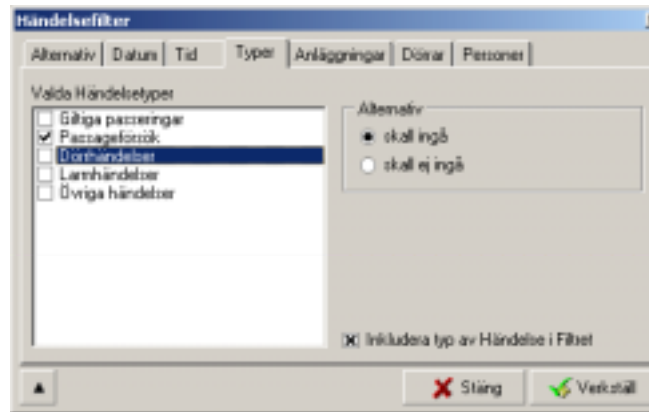 Händelsefilter
Alternativ Datum Tid Typer Anläggningar Dörrar Personer
Valda Händelsetyper
Giltiga passeringar
Passageförsök
Dörrhändelser
Larmhändelser
Övriga händelser
Alternativ
skall ingå
skall ej ingå
Inkludera typ av Händelse i Filtret
Stäng Verkställ